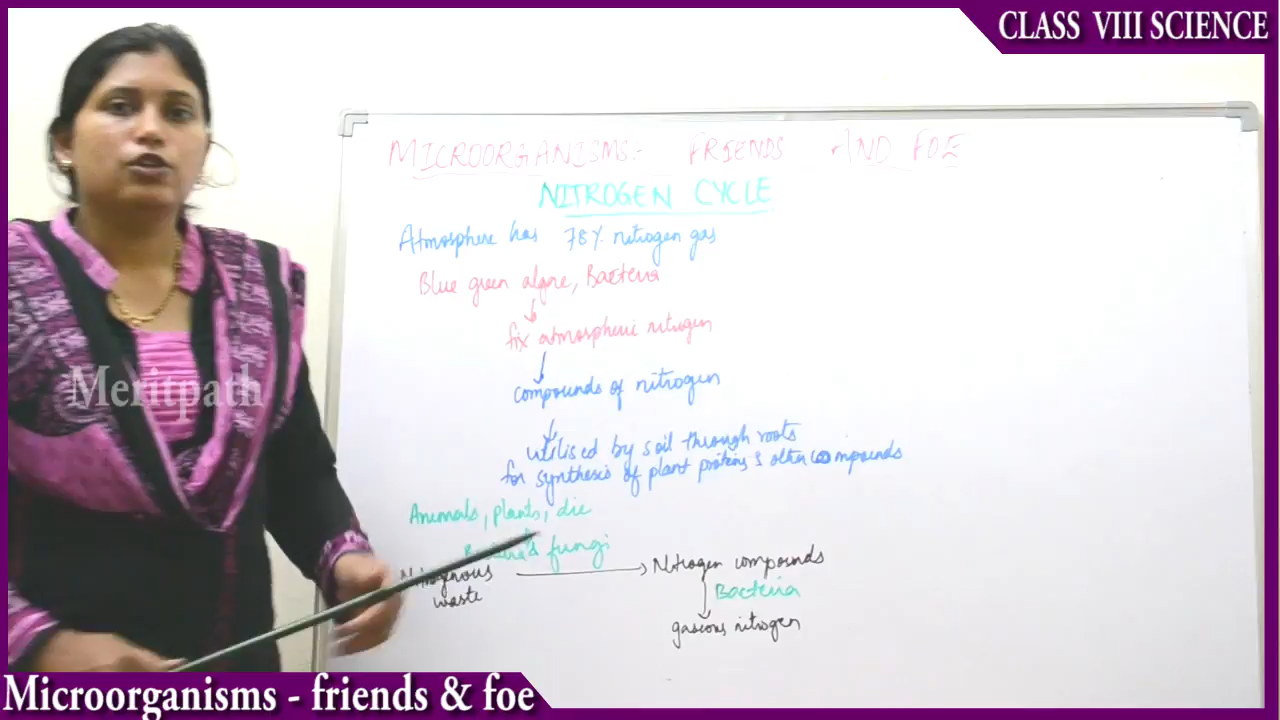 CLASS VIII SCIENCE
MICROORGANISMS:- FRIENDS AND FOE
NITROGEN CYCLE
Atmosphere has 78% nitrogen gas
Blue green algae, Bacteria
fix atmospheric nitrogen
compounds of nitrogen
utilised by soil through roots
for synthesis of plant proteins & other compounds
Animals, plants, die
Bacteria & fungi
Nitrogenous waste
Nitrogen compounds
Bacteria
gaseous nitrogen
Meritpath
Microorganisms - friends & foe